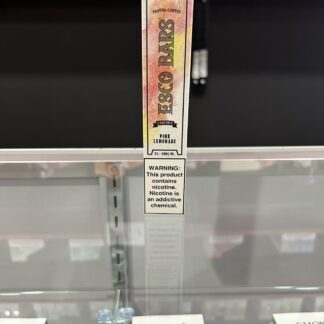 ESCO BARS
PINK
LEMONADE
WARNING:
This product
contains
nicotine.
Nicotine is
an addictive
chemical.